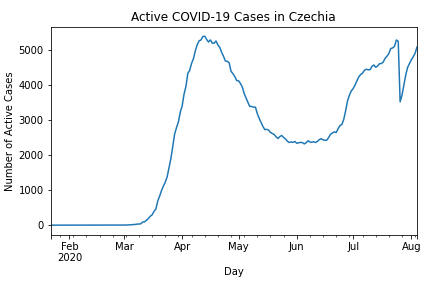 Active COVID-19 Cases in Czechia
Number of Active Cases
5000
4000
3000
2000
1000
0
Feb Mar Apr May Jun Jul Aug
2020
Day